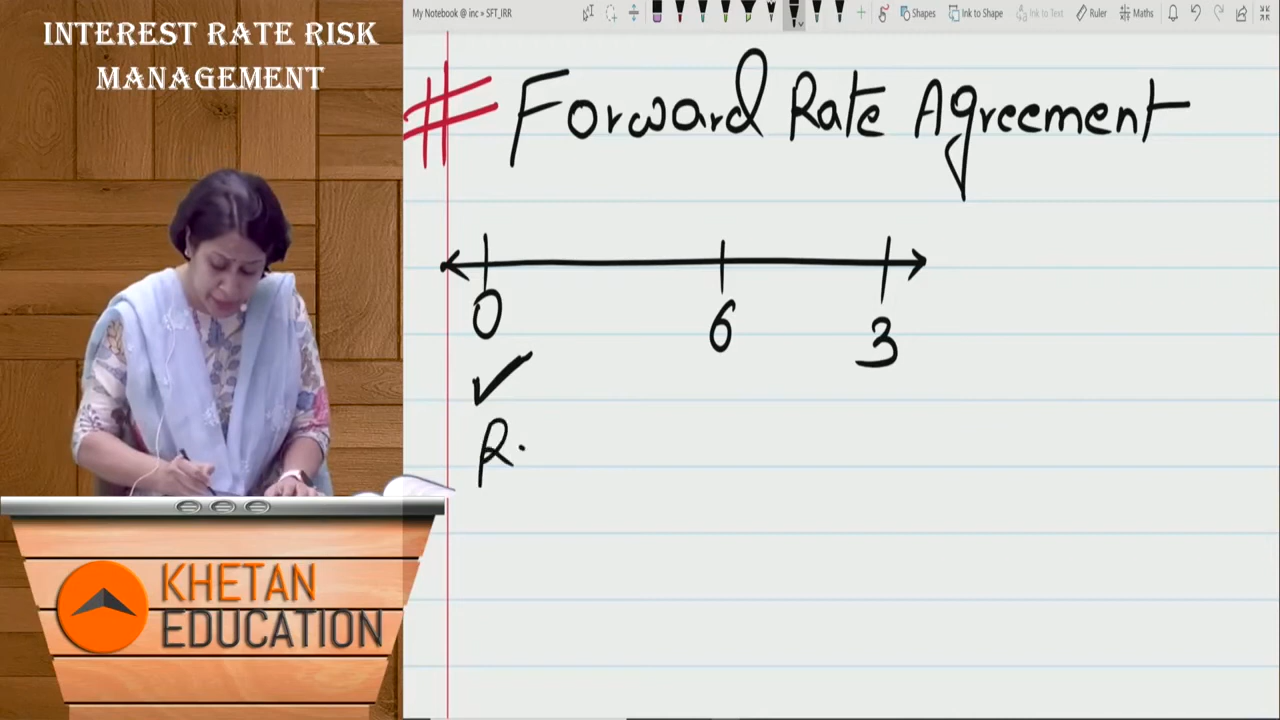 INTEREST RATE RISK
MANAGEMENT
My Notebook @ inc » SFT_IRR
Shapes
Ink to Shape
Ink to Text
Ruler
Maths
# Forward Rate Agreement
0 6 3
R.
KHETAN
EDUCATION